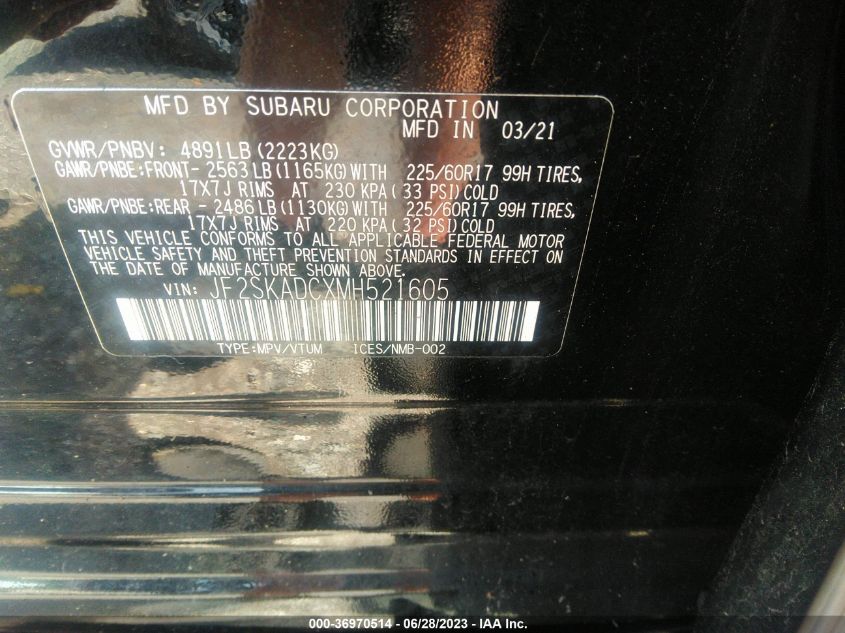 MFD BY SUBARU CORPORATION
MFD IN 03/21
GVWR/PNBV: 4891LB (2223KG)
GAWR/PNBE:FRONT- 2563LB (1165KG) WITH 225/60R17 99H TIRES,
17X7J RIMS AT 230 KPA ( 33 PSI) COLD
GAWR/PNBE:REAR - 2486LB (1130KG) WITH 225/60R17 99H TIRES,
17X7J RIMS AT 220 KPA ( 32 PSI) COLD
THIS VEHICLE CONFORMS TO ALL APPLICABLE FEDERAL MOTOR
VEHICLE SAFETY AND THEFT PREVENTION STANDARDS IN EFFECT ON
THE DATE OF MANUFACTURE SHOWN ABOVE.
VIN: JF2SKADCXMH521605
TYPE:MPV/VTUM ICES/NMB-002
000-36970514 / 06/28/2023 - IAA Inc.